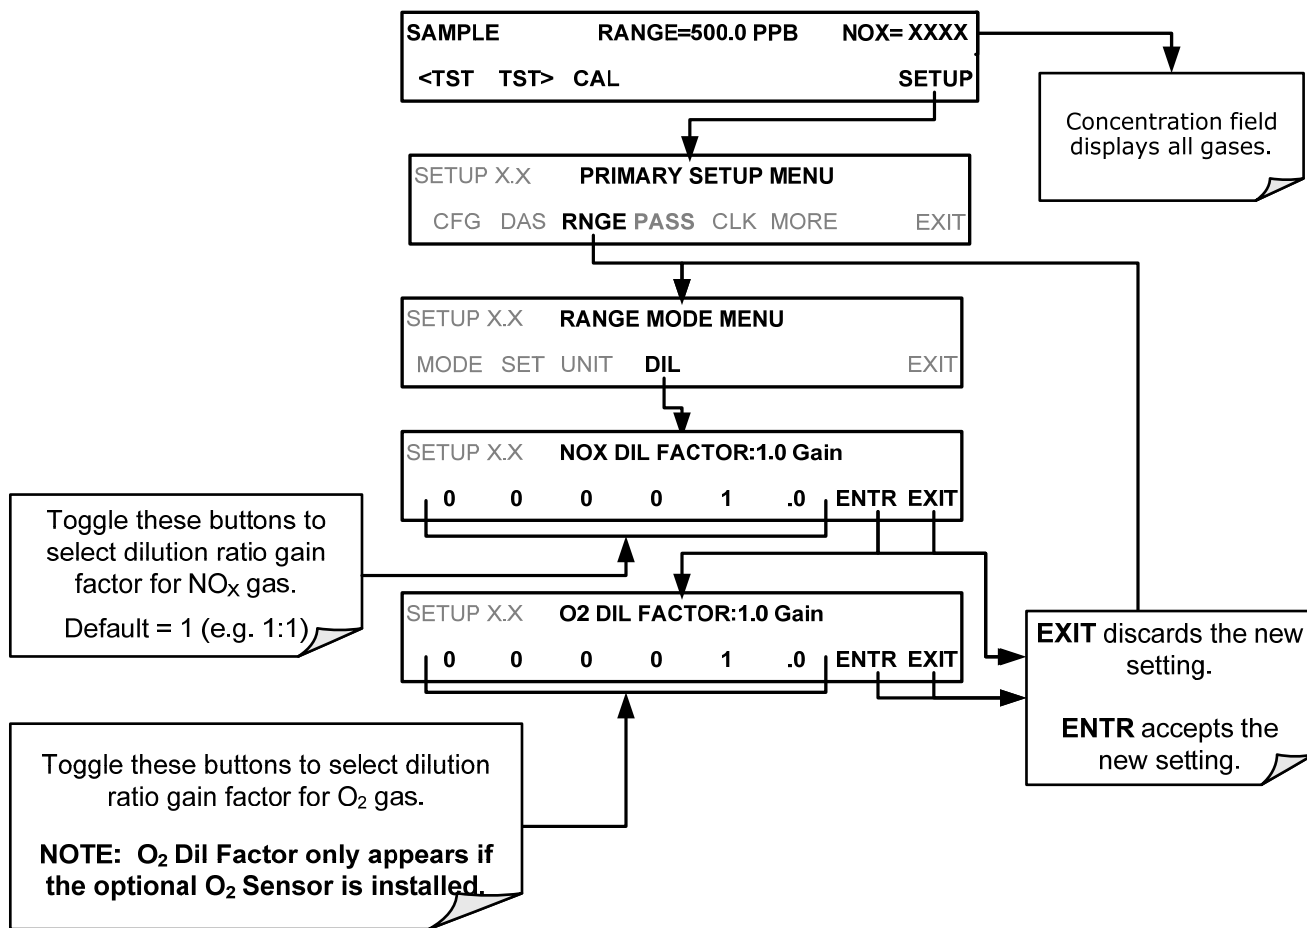 SAMPLE RANGE=500.0 PPB NOX= XXXX
<TST TST> CAL SETUP
Concentration field
displays all gases.
SETUP X.X PRIMARY SETUP MENU
CFG DAS RNGE PASS CLK MORE EXIT
SETUP X.X RANGE MODE MENU
MODE SET UNIT DIL EXIT
SETUP X.X NOX DIL FACTOR:1.0 Gain
0 0 0 0 1 .0 ENTR EXIT
Toggle these buttons to
select dilution ratio gain
factor for NOX gas.
Default = 1 (e.g. 1:1)
SETUP X.X O2 DIL FACTOR:1.0 Gain
0 0 0 0 1 .0 ENTR EXIT
EXIT discards the new
setting.
ENTR accepts the
new setting.
Toggle these buttons to select dilution
ratio gain factor for O2 gas.
NOTE: O2 Dil Factor only appears if
the optional O2 Sensor is installed.